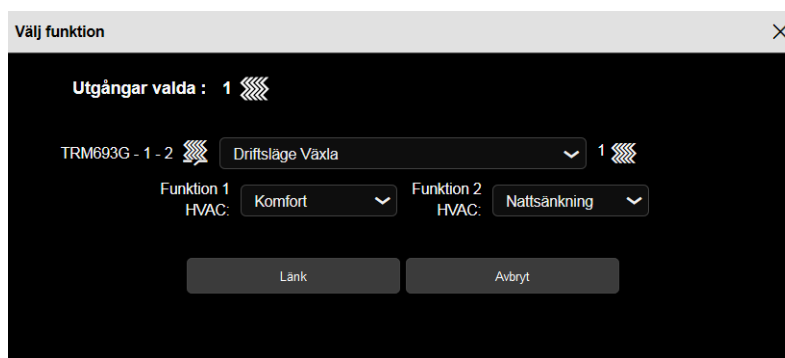 Välj funktion
Utgångar valda : 1
TRM693G - 1 - 2 Driftsläge Växla 1
Funktion 1 HVAC: Komfort Funktion 2 HVAC: Nattsänkning
Länk Avbryt